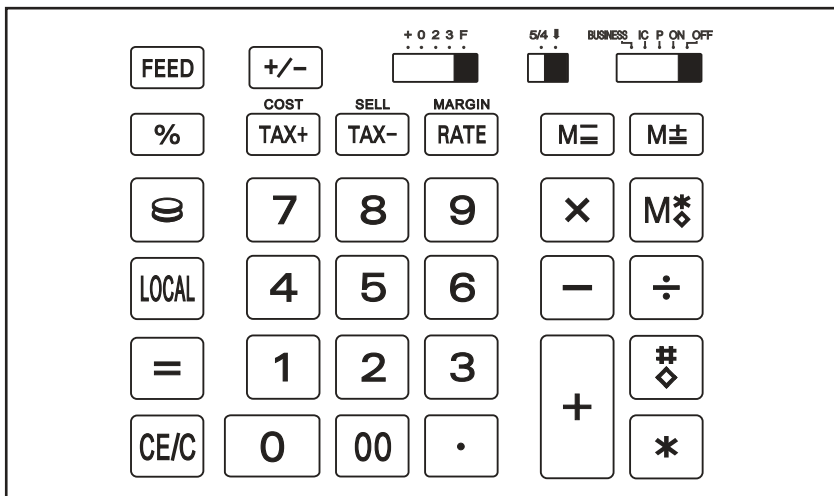 + 0 2 3 F 5/4 ⬇ BUSINESS IC P ON OFF
FEED +/−
COST SELL MARGIN
% TAX+ TAX− RATE M= M±
7 8 9 × M*◇
LOCAL 4 5 6 − ÷
= 1 2 3 + #◇
CE/C 0 00 . *